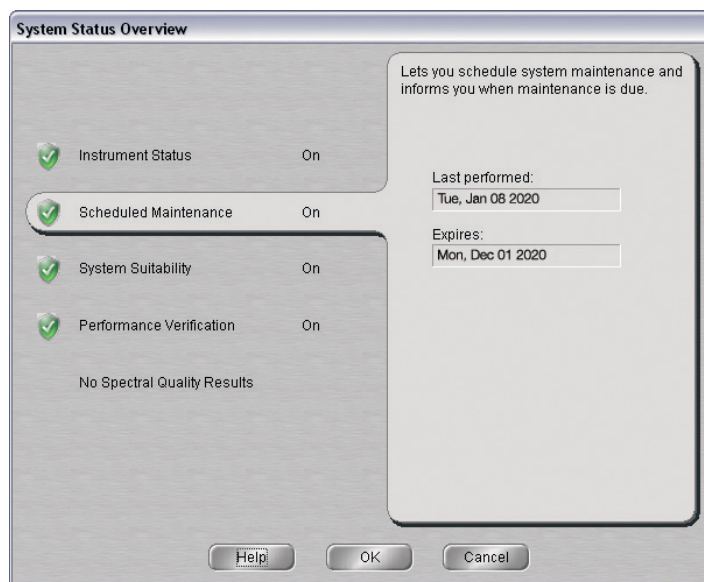 System Status Overview
Lets you schedule system maintenance and
informs you when maintenance is due.
Instrument Status On
Scheduled Maintenance On
System Suitability On
Performance Verification On
No Spectral Quality Results
Last performed:
Tue, Jan 08 2020
Expires:
Mon, Dec 01 2020
Help OK Cancel